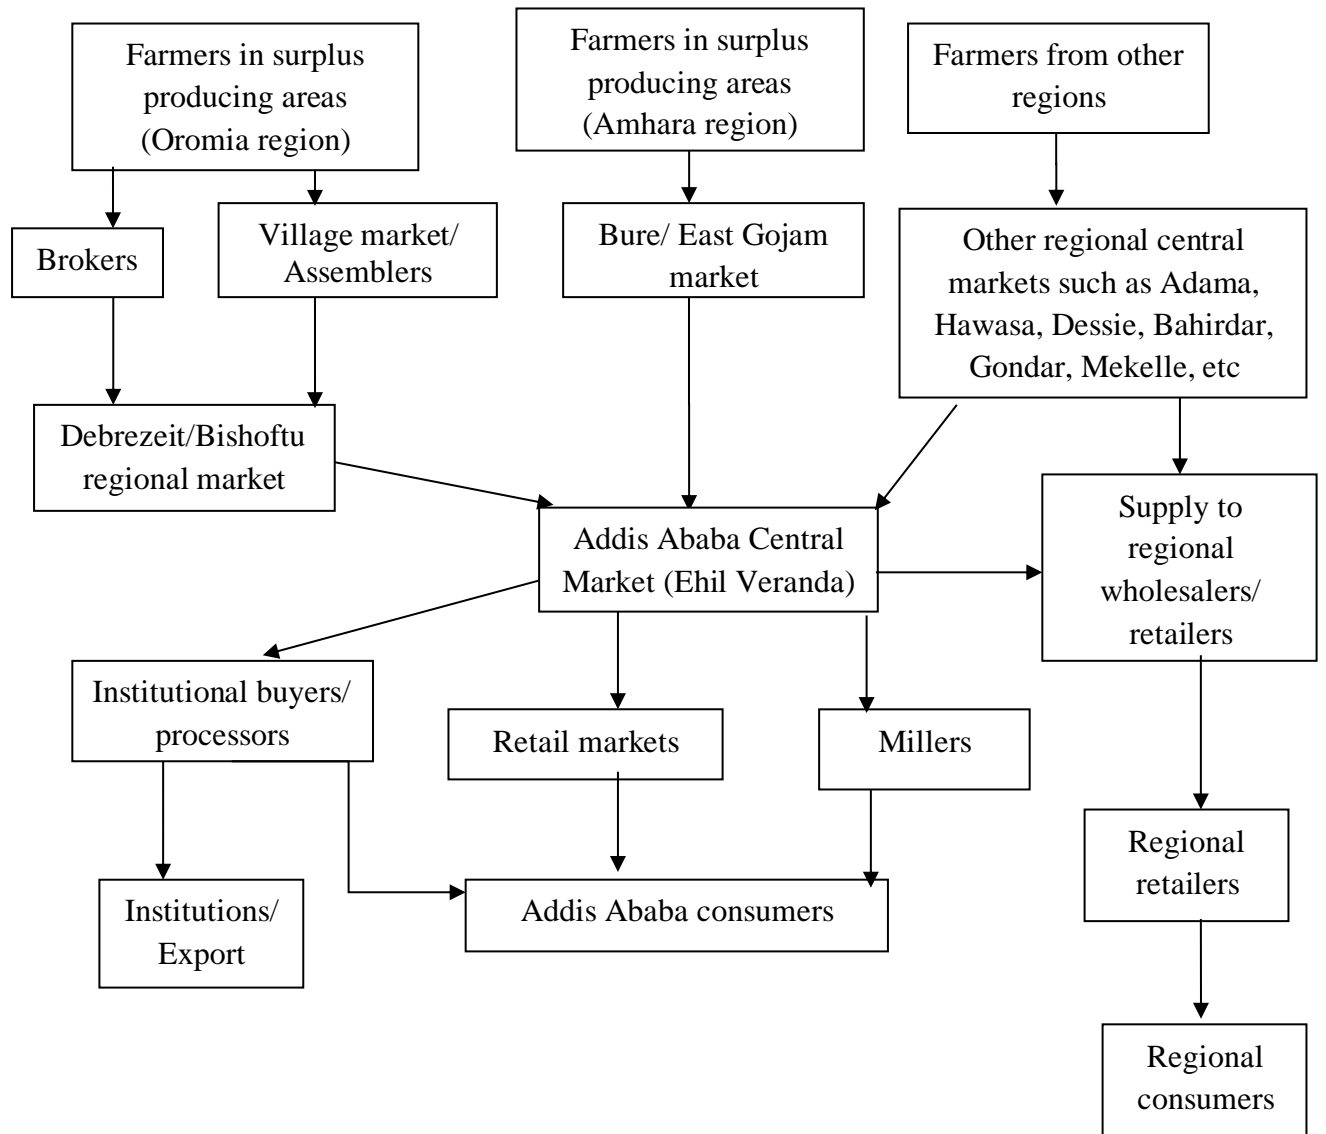 Farmers in surplus
producing areas
(Oromia region)
Farmers in surplus
producing areas
(Amhara region)
Farmers from other
regions
Brokers
Village market/
Assemblers
Bure/ East Gojam
market
Other regional central
markets such as Adama,
Hawasa, Dessie, Bahirdar,
Gondar, Mekelle, etc
Debrezeit/Bishoftu
regional market
Addis Ababa Central
Market (Ehil Veranda)
Supply to
regional
wholesalers/
retailers
Institutional buyers/
processors
Retail markets
Millers
Institutions/
Export
Addis Ababa consumers
Regional
retailers
Regional
consumers